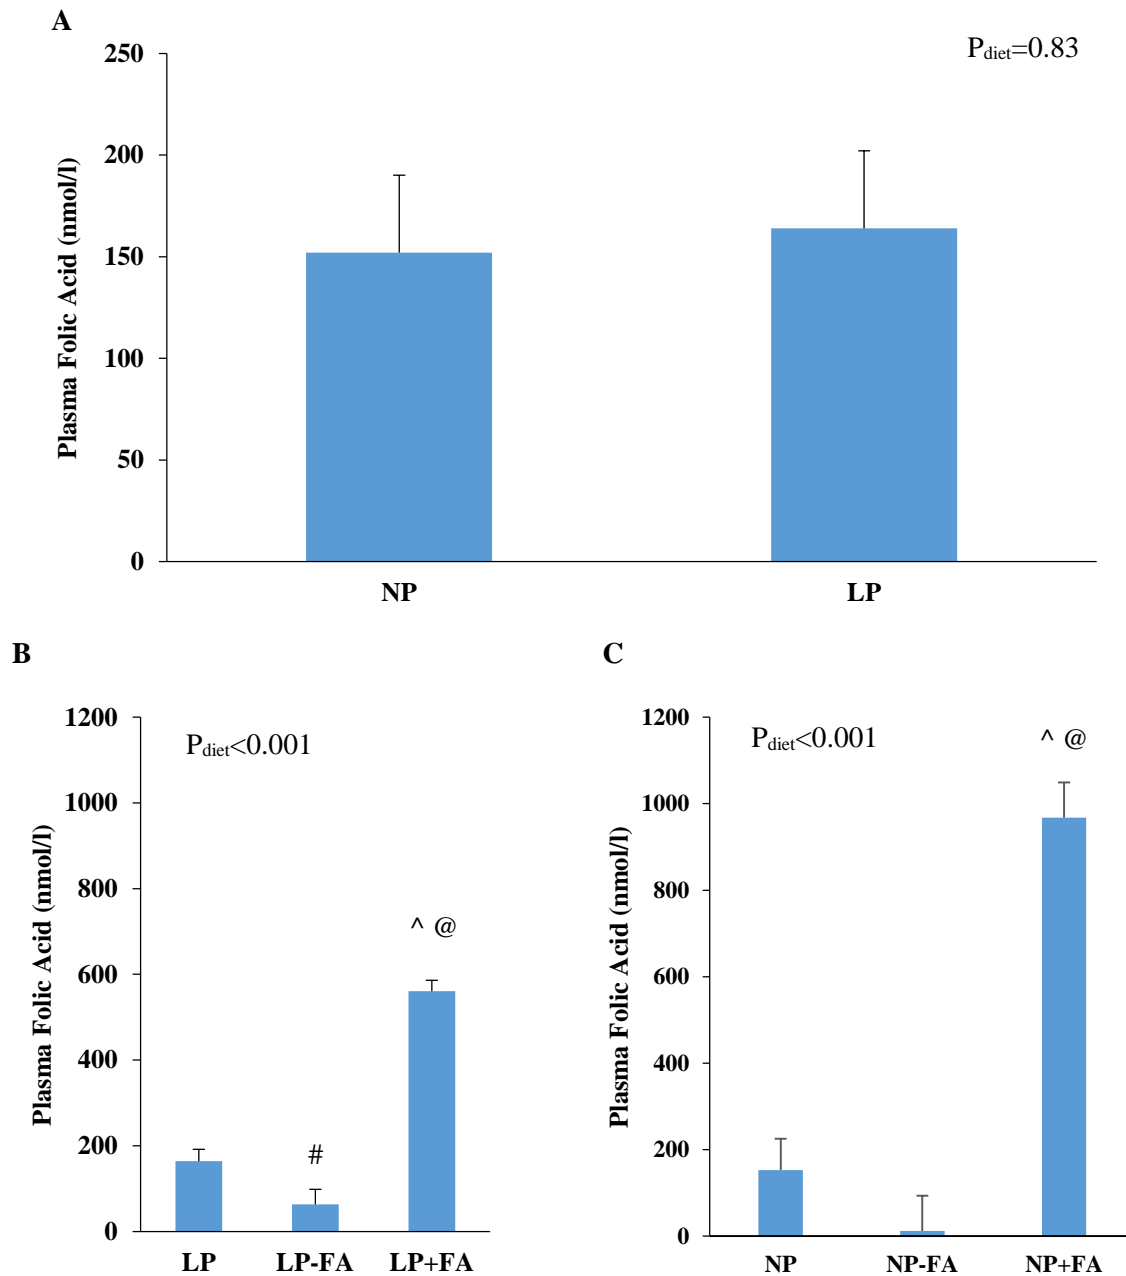 A
P_diet=0.83
Plasma Folic Acid (nmol/l)
250
200
150
100
50
0
NP
LP
B
P_diet<0.001
Plasma Folic Acid (nmol/l)
1200
1000
800
600
400
200
0
#
^ @
LP
LP-FA
LP+FA
C
P_diet<0.001
^ @
Plasma Folic Acid (nmol/l)
1200
1000
800
600
400
200
0
NP
NP-FA
NP+FA